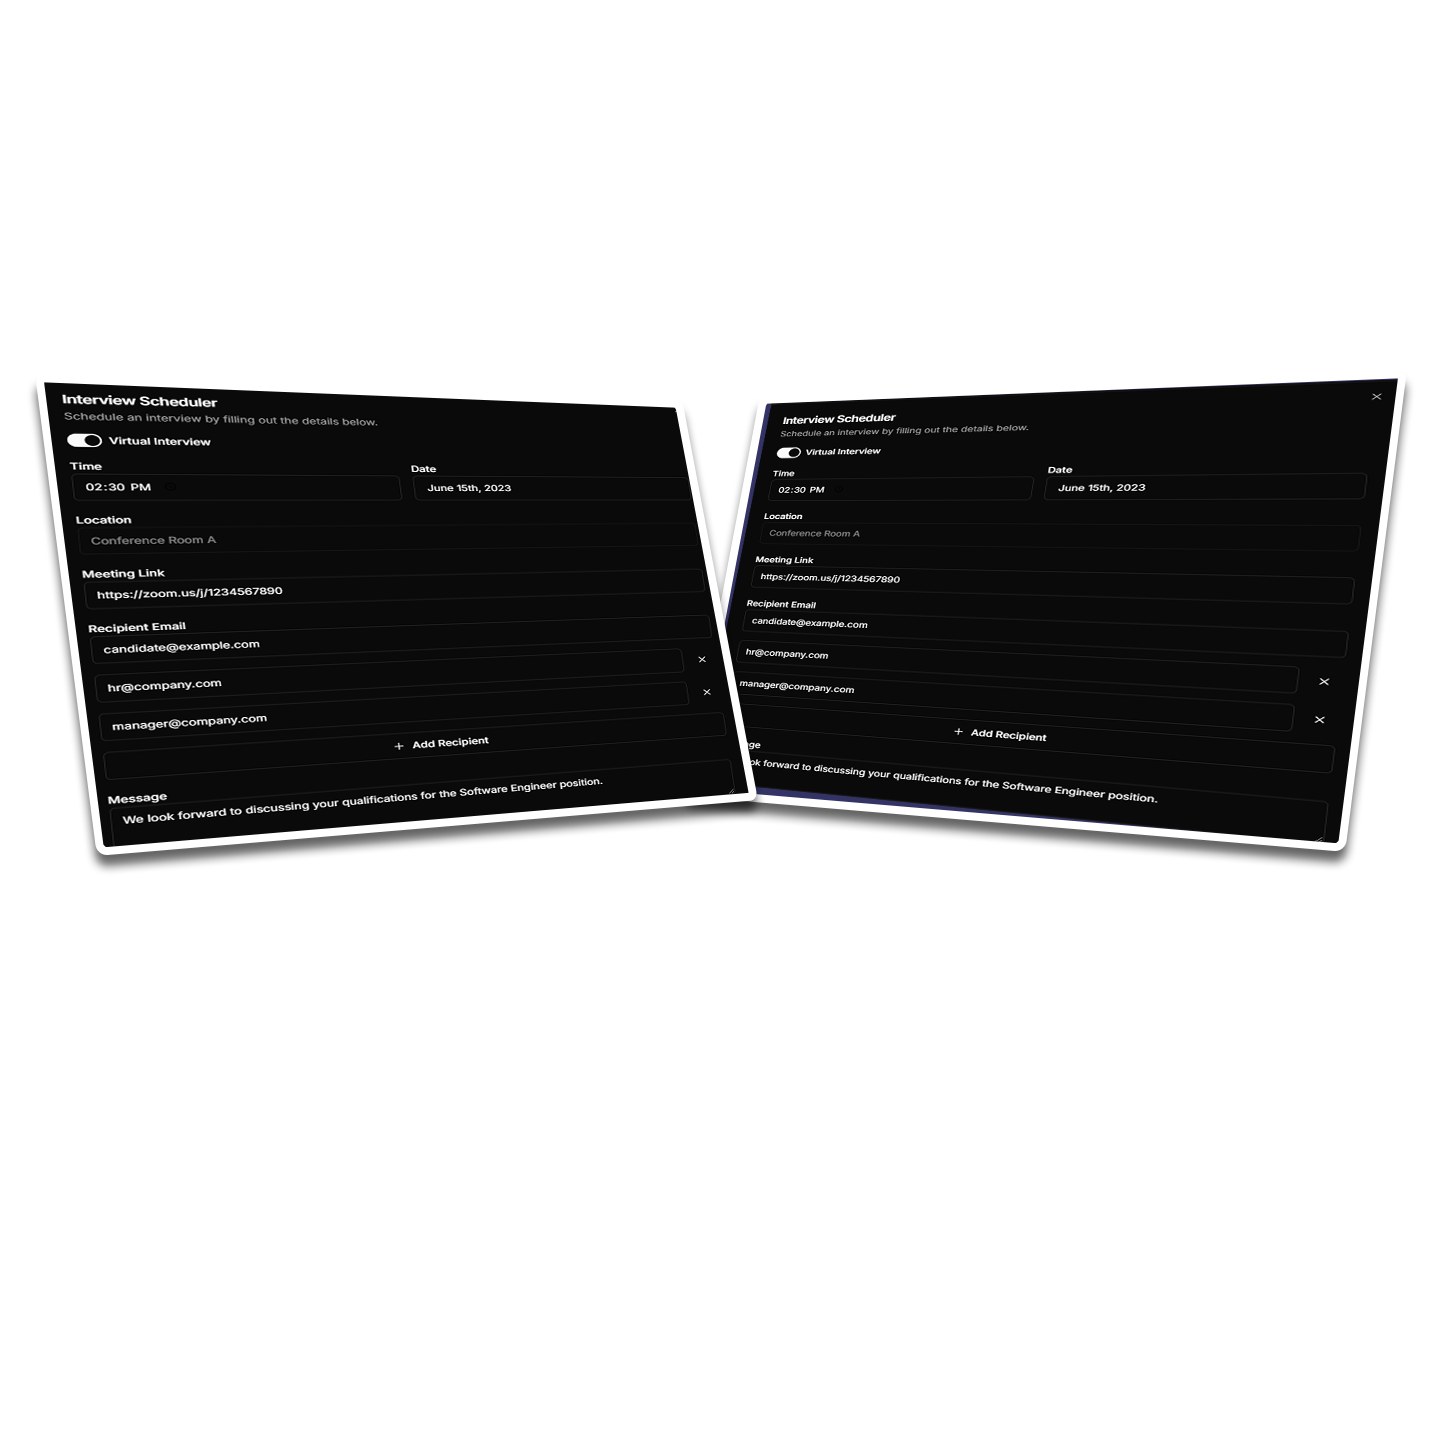 Interview Scheduler
Schedule an interview by filling out the details below.
Virtual Interview
Time
Date
02:30 PM
June 15th, 2023
Location
Conference Room A
Meeting Link
https://zoom.us/j/1234567890
Recipient Email
candidate@example.com
hr@company.com
manager@company.com
+ Add Recipient
Message
We look forward to discussing your qualifications for the Software Engineer position.
Interview Scheduler
Schedule an interview by filling out the details below.
Virtual Interview
Time
Date
02:30 PM
June 15th, 2023
Location
Conference Room A
Meeting Link
https://zoom.us/j/1234567890
Recipient Email
candidate@example.com
hr@company.com
manager@company.com
+ Add Recipient
forward to discussing your qualifications for the Software Engineer position.